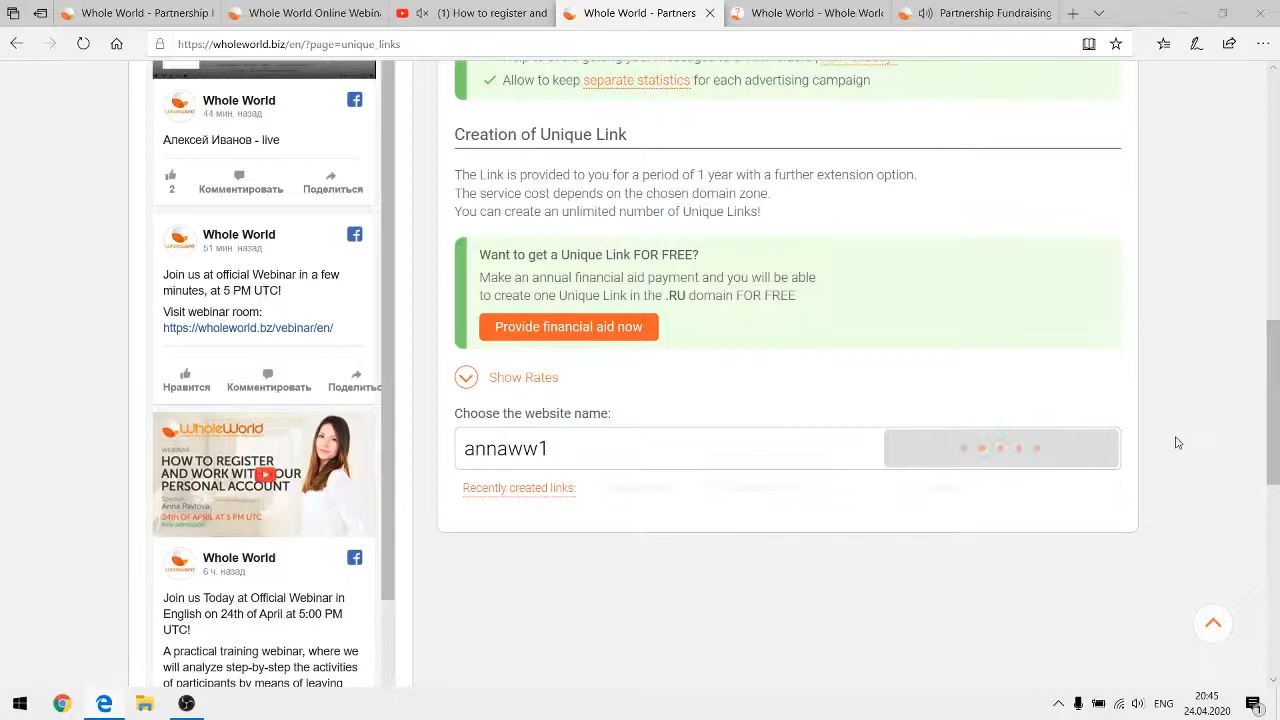 Whole World - Webinar in
Whole World - Webinar
(1) How to register and
Whole World - Partners
Whole World - World
Partnership Fundraising
https://wholeworld.biz/en/?page=unique_links
Whole World
44 мин. назад
Алексей Иванов - live
2
Комментировать
Поделиться
Whole World
51 мин. назад
Join us at official Webinar in a few
minutes, at 5 PM UTC!
Visit webinar room:
https://wholeworld.bz/vebinar/en/
Нравится
Комментировать
Поделитьс
WholeWorld
WEBINAR
HOW TO REGISTER
AND WORK WITH YOUR
PERSONAL ACCOUNT
Speaker
Anna Pavlova
24TH OF APRIL AT 5 PM UTC
Free admission
Whole World
6 ч. назад
Join us Today at Official Webinar in
English on 24th of April at 5:00 PM
UTC!
A practical training webinar, where we
will analyze step-by-step the activities
of participants by means of leaving
Allow to keep separate statistics for each advertising campaign
Creation of Unique Link
The Link is provided to you for a period of 1 year with a further extension option.
The service cost depends on the chosen domain zone.
You can create an unlimited number of Unique Links!
Want to get a Unique Link FOR FREE?
Make an annual financial aid payment and you will be able
to create one Unique Link in the .RU domain FOR FREE
Provide financial aid now
Show Rates
Choose the website name:
annaww1
Recently created links:
ENG
20:45
24.04.2020